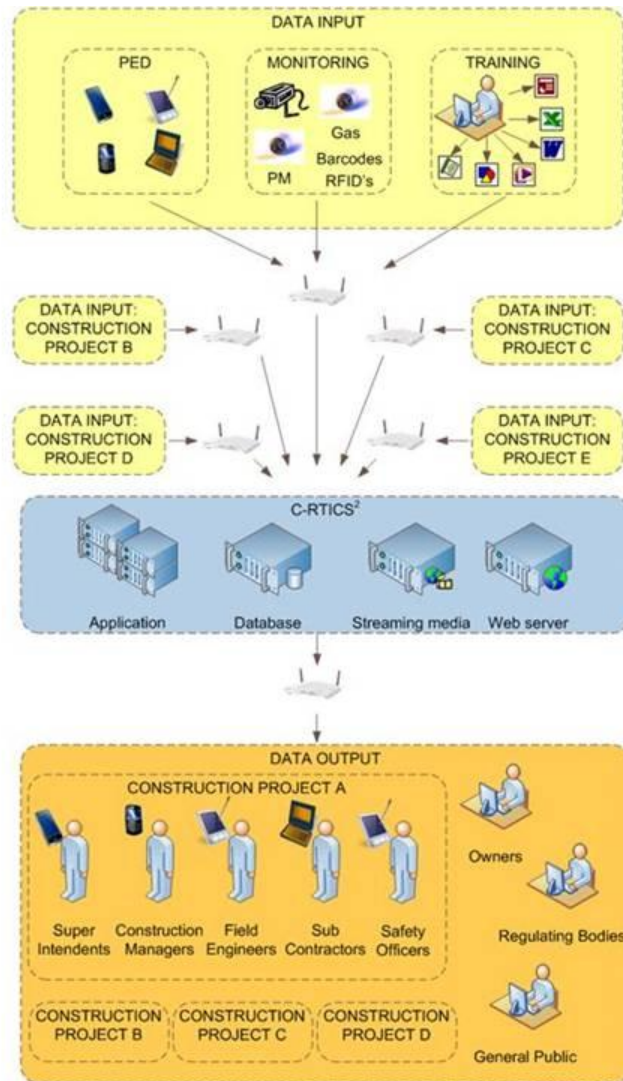 DATA INPUT
PED
MONITORING
TRAINING
Gas
PM
Barcodes
RFID's
W
DATA INPUT:
CONSTRUCTION
PROJECT B
DATA INPUT:
CONSTRUCTION
PROJECT C
DATA INPUT:
CONSTRUCTION
PROJECT D
DATA INPUT:
CONSTRUCTION
PROJECT E
C-RTICS²
Application
Database
Streaming media
Web server
DATA OUTPUT
CONSTRUCTION PROJECT A
Super
Intendents
Construction
Managers
Field
Engineers
Sub
Contractors
Safety
Officers
Owners
Regulating Bodies
General Public
CONSTRUCTION
PROJECT B
CONSTRUCTION
PROJECT C
CONSTRUCTION
PROJECT D